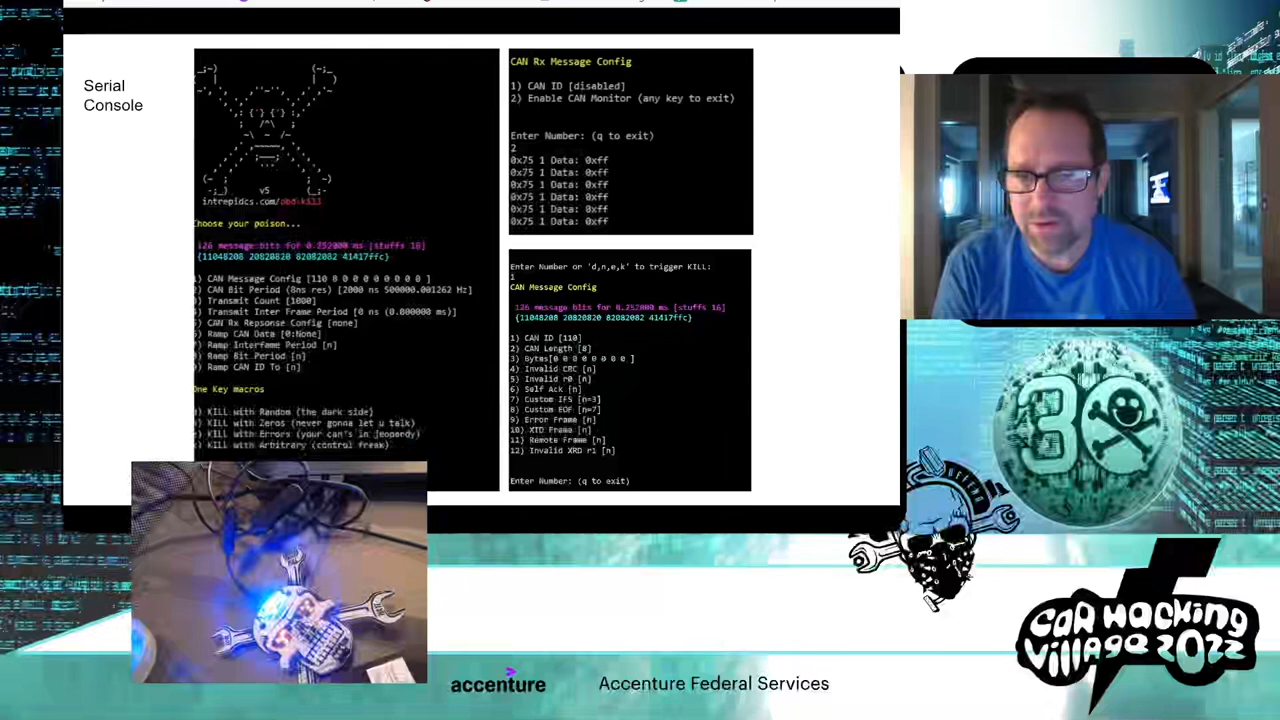 Serial
Console
v5
intrepidcs.com/obd-kill
Choose your poison...
126 message bits for 0.252000 ms [stuffs 16]
{11048208 20820820 82082082 41417ffc}
) CAN Message Config [110 8 0 0 0 0 0 0 0 0 ]
) CAN Bit Period (8ns res) [2000 ns 500000.001262 Hz]
) Transmit Count [1000]
) Transmit Inter Frame Period [0 ns (0.000000 ms)]
) CAN Rx Repsonse Config [none]
) Ramp CAN Data [0:None]
) Ramp Interframe Period [n]
) Ramp Bit Period [n]
) Ramp CAN ID To [n]
One Key macros
) KILL with Random (the dark side)
) KILL with Zeros (never gonna let u talk)
) KILL with Errors (your can's in jeopardy)
) KILL with Arbitrary (control freak)
CAN Rx Message Config
1) CAN ID [disabled]
2) Enable CAN Monitor (any key to exit)
Enter Number: (q to exit)
2
0x75 1 Data: 0xff
0x75 1 Data: 0xff
0x75 1 Data: 0xff
0x75 1 Data: 0xff
0x75 1 Data: 0xff
0x75 1 Data: 0xff
Enter Number or 'd,n,e,k' to trigger KILL:
1
CAN Message Config
126 message bits for 0.252000 ms [stuffs 16]
{11048208 20820820 82082082 41417ffc}
1) CAN ID [110]
2) CAN Length [8]
3) Bytes[0 0 0 0 0 0 0 0 ]
4) Invalid CRC [n]
5) Invalid r0 [n]
6) Self Ack [n]
7) Custom IFS [n=3]
8) Custom EOF [n=7]
9) Error Frame [n]
10) XTD Frame [n]
11) Remote Frame [n]
12) Invalid XRD r1 [n]
Enter Number: (q to exit)
30
CAR HACKING
VILLAGE 2022
accenture
Accenture Federal Services